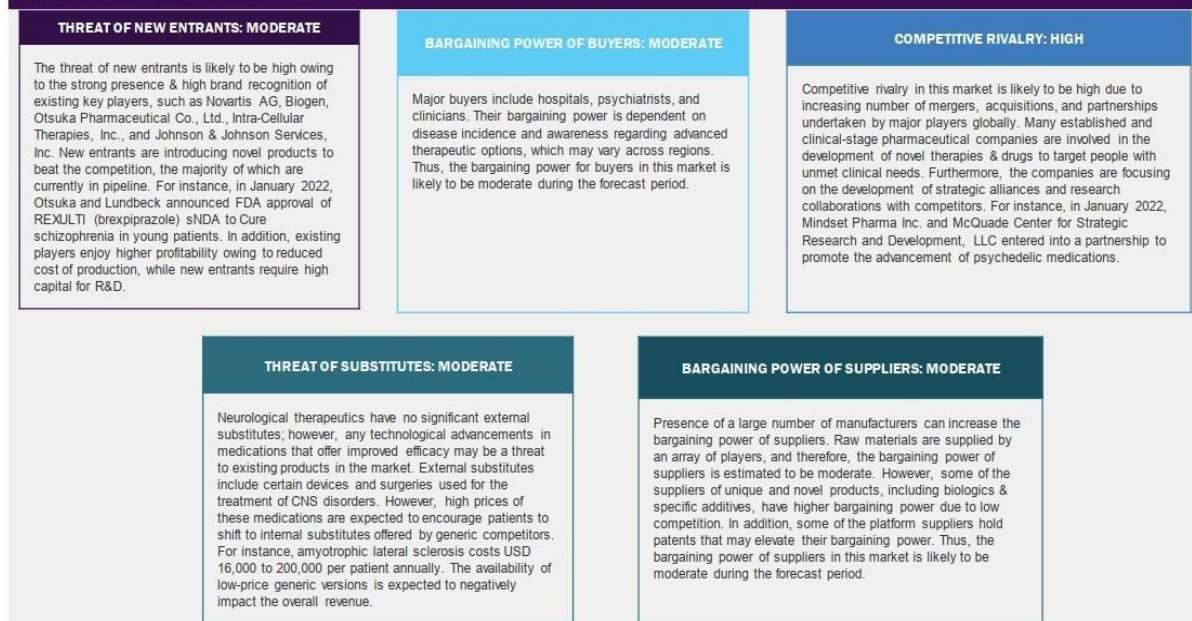 THREAT OF NEW ENTRANTS: MODERATE
The threat of new entrants is likely to be high owing
to the strong presence & high brand recognition of
existing key players, such as Novartis AG, Biogen,
Otsuka Pharmaceutical Co., Ltd., Intra-Cellular
Therapies, Inc., and Johnson & Johnson Services,
Inc. New entrants are introducing novel products to
beat the competition, the majority of which are
currently in pipeline. For instance, in January 2022,
Otsuka and Lundbeck announced FDA approval of
REXULTI (brexpiprazole) sNDA to Cure
schizophrenia in young patients. In addition, existing
players enjoy higher profitability owing to reduced
cost of production, while new entrants require high
capital for R&D.
BARGAINING POWER OF BUYERS: MODERATE
Major buyers include hospitals, psychiatrists, and
clinicians. Their bargaining power is dependent on
disease incidence and awareness regarding advanced
therapeutic options, which may vary across regions.
Thus, the bargaining power for buyers in this market is
likely to be moderate during the forecast period.
COMPETITIVE RIVALRY: HIGH
Competitive rivalry in this market is likely to be high due to
increasing number of mergers, acquisitions, and partnerships
undertaken by major players globally. Many established and
clinical-stage pharmaceutical companies are involved in the
development of novel therapies & drugs to target people with
unmet clinical needs. Furthermore, the companies are focusing
on the development of strategic alliances and research
collaborations with competitors. For instance, in January 2022,
Mindset Pharma Inc. and McQuade Center for Strategic
Research and Development, LLC entered into a partnership to
promote the advancement of psychedelic medications.
THREAT OF SUBSTITUTES: MODERATE
Neurological therapeutics have no significant external
substitutes; however, any technological advancements in
medications that offer improved efficacy may be a threat
to existing products in the market. External substitutes
include certain devices and surgeries used for the
treatment of CNS disorders. However, high prices of
these medications are expected to encourage patients to
shift to internal substitutes offered by generic competitors.
For instance, amyotrophic lateral sclerosis costs USD
16,000 to 200,000 per patient annually. The availability of
low-price generic versions is expected to negatively
impact the overall revenue.
BARGAINING POWER OF SUPPLIERS: MODERATE
Presence of a large number of manufacturers can increase the
bargaining power of suppliers. Raw materials are supplied by
an array of players, and therefore, the bargaining power of
suppliers is estimated to be moderate. However, some of the
suppliers of unique and novel products, including biologics &
specific additives, have higher bargaining power due to low
competition. In addition, some of the platform suppliers hold
patents that may elevate their bargaining power. Thus, the
bargaining power of suppliers in this market is likely to be
moderate during the forecast period.